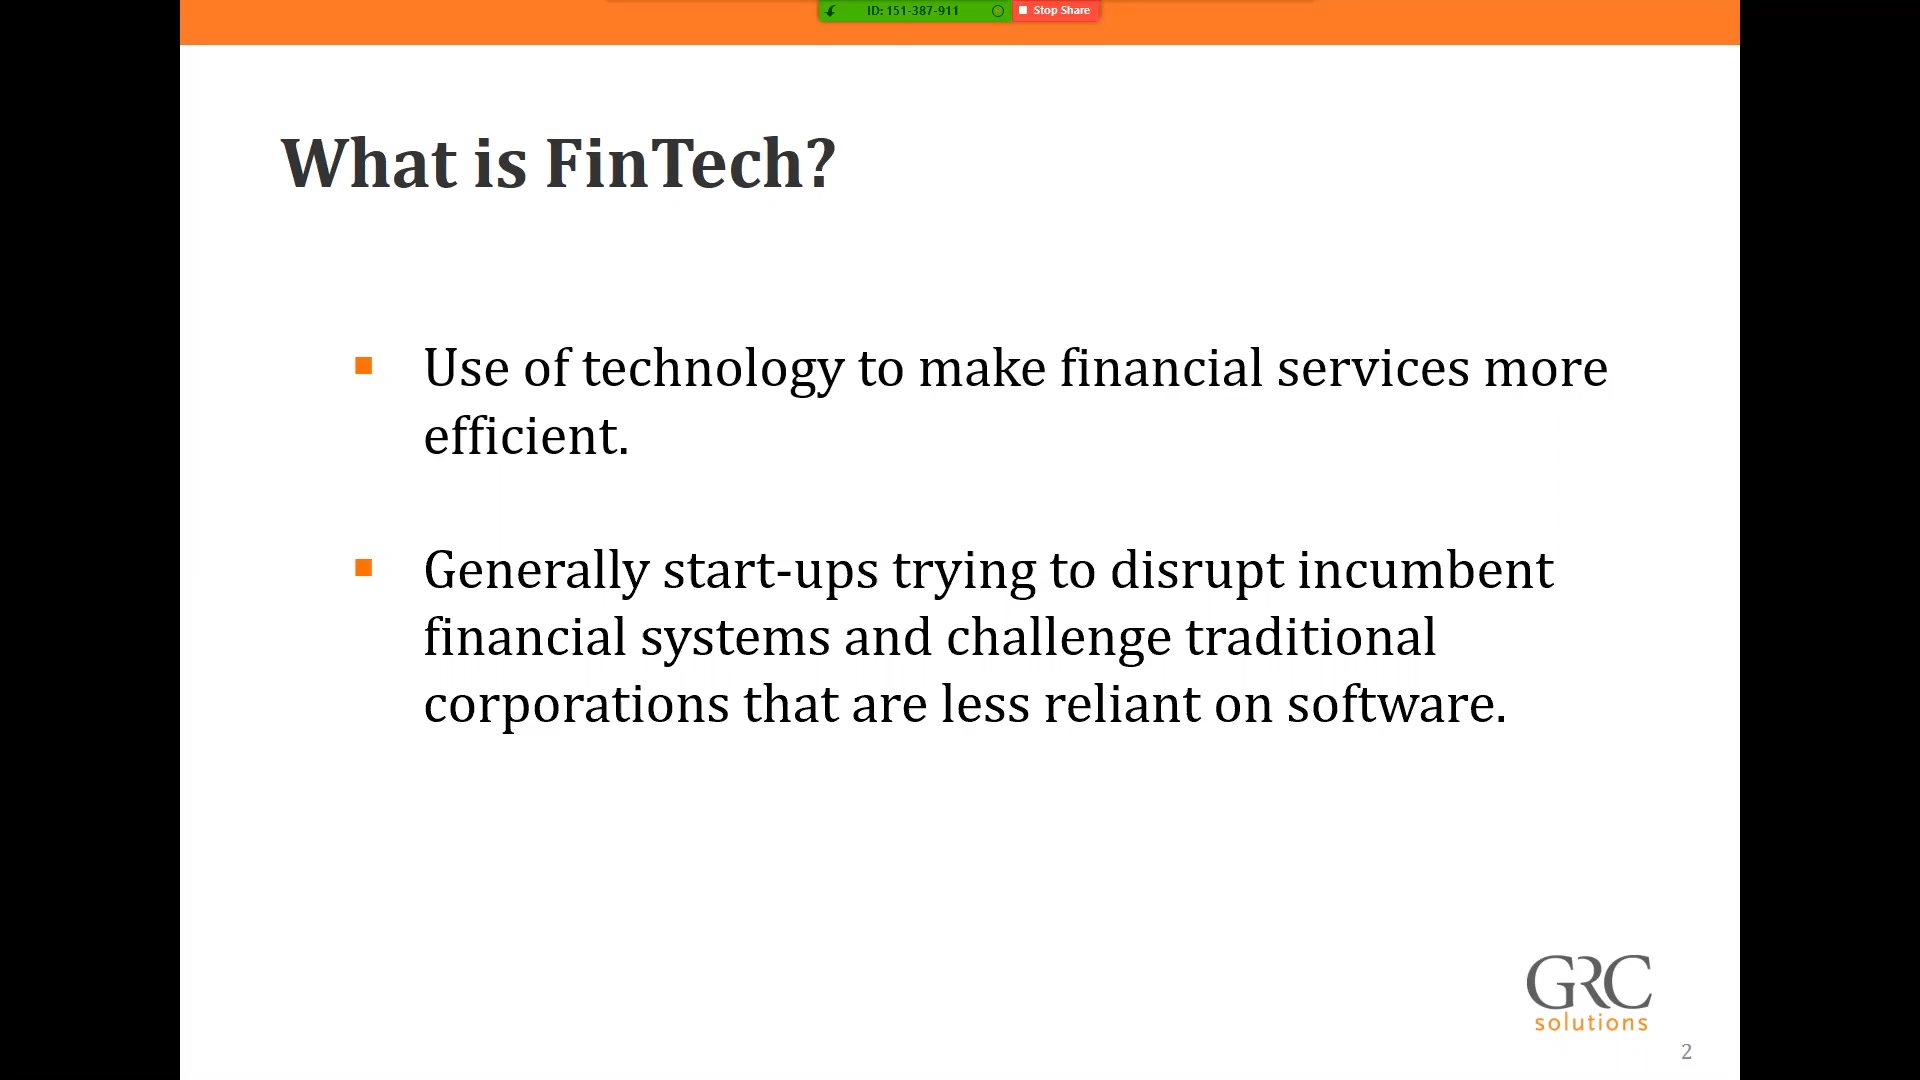 ID: 151-387-911
Stop Share
What is FinTech?
Use of technology to make financial services more
efficient.
Generally start-ups trying to disrupt incumbent
financial systems and challenge traditional
corporations that are less reliant on software.
GRC
solutions
2